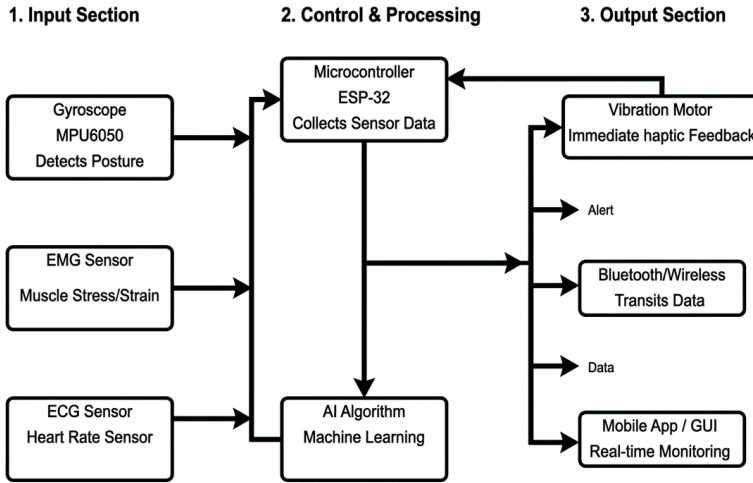 1. Input Section
2. Control & Processing
3. Output Section
Gyroscope
MPU6050
Detects Posture
EMG Sensor
Muscle Stress/Strain
ECG Sensor
Heart Rate Sensor
Microcontroller
ESP-32
Collects Sensor Data
AI Algorithm
Machine Learning
Vibration Motor
Immediate haptic Feedback
Alert
Bluetooth/Wireless
Transits Data
Data
Mobile App / GUI
Real-time Monitoring